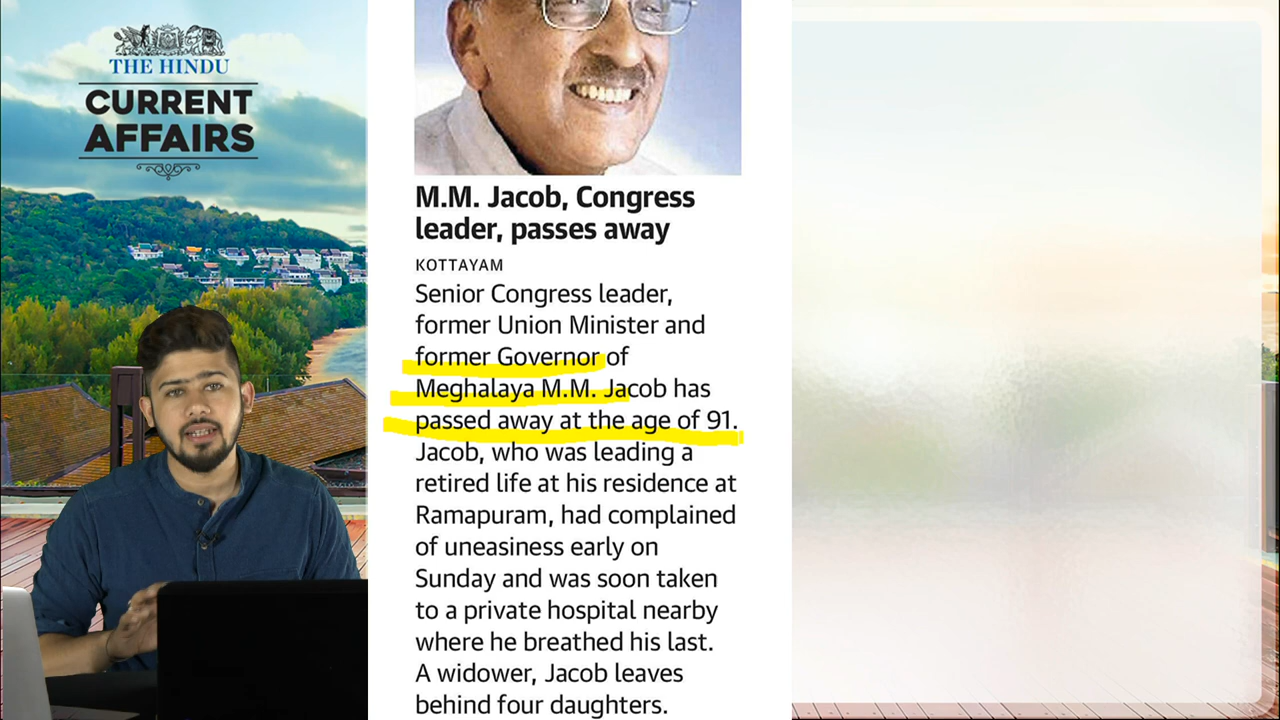 THE HINDU
CURRENT
AFFAIRS
M.M. Jacob, Congress
leader, passes away
KOTTAYAM
Senior Congress leader,
former Union Minister and
former Governor of
Meghalaya M.M. Jacob has
passed away at the age of 91.
Jacob, who was leading a
retired life at his residence at
Ramapuram, had complained
of uneasiness early on
Sunday and was soon taken
to a private hospital nearby
where he breathed his last.
A widower, Jacob leaves
behind four daughters.